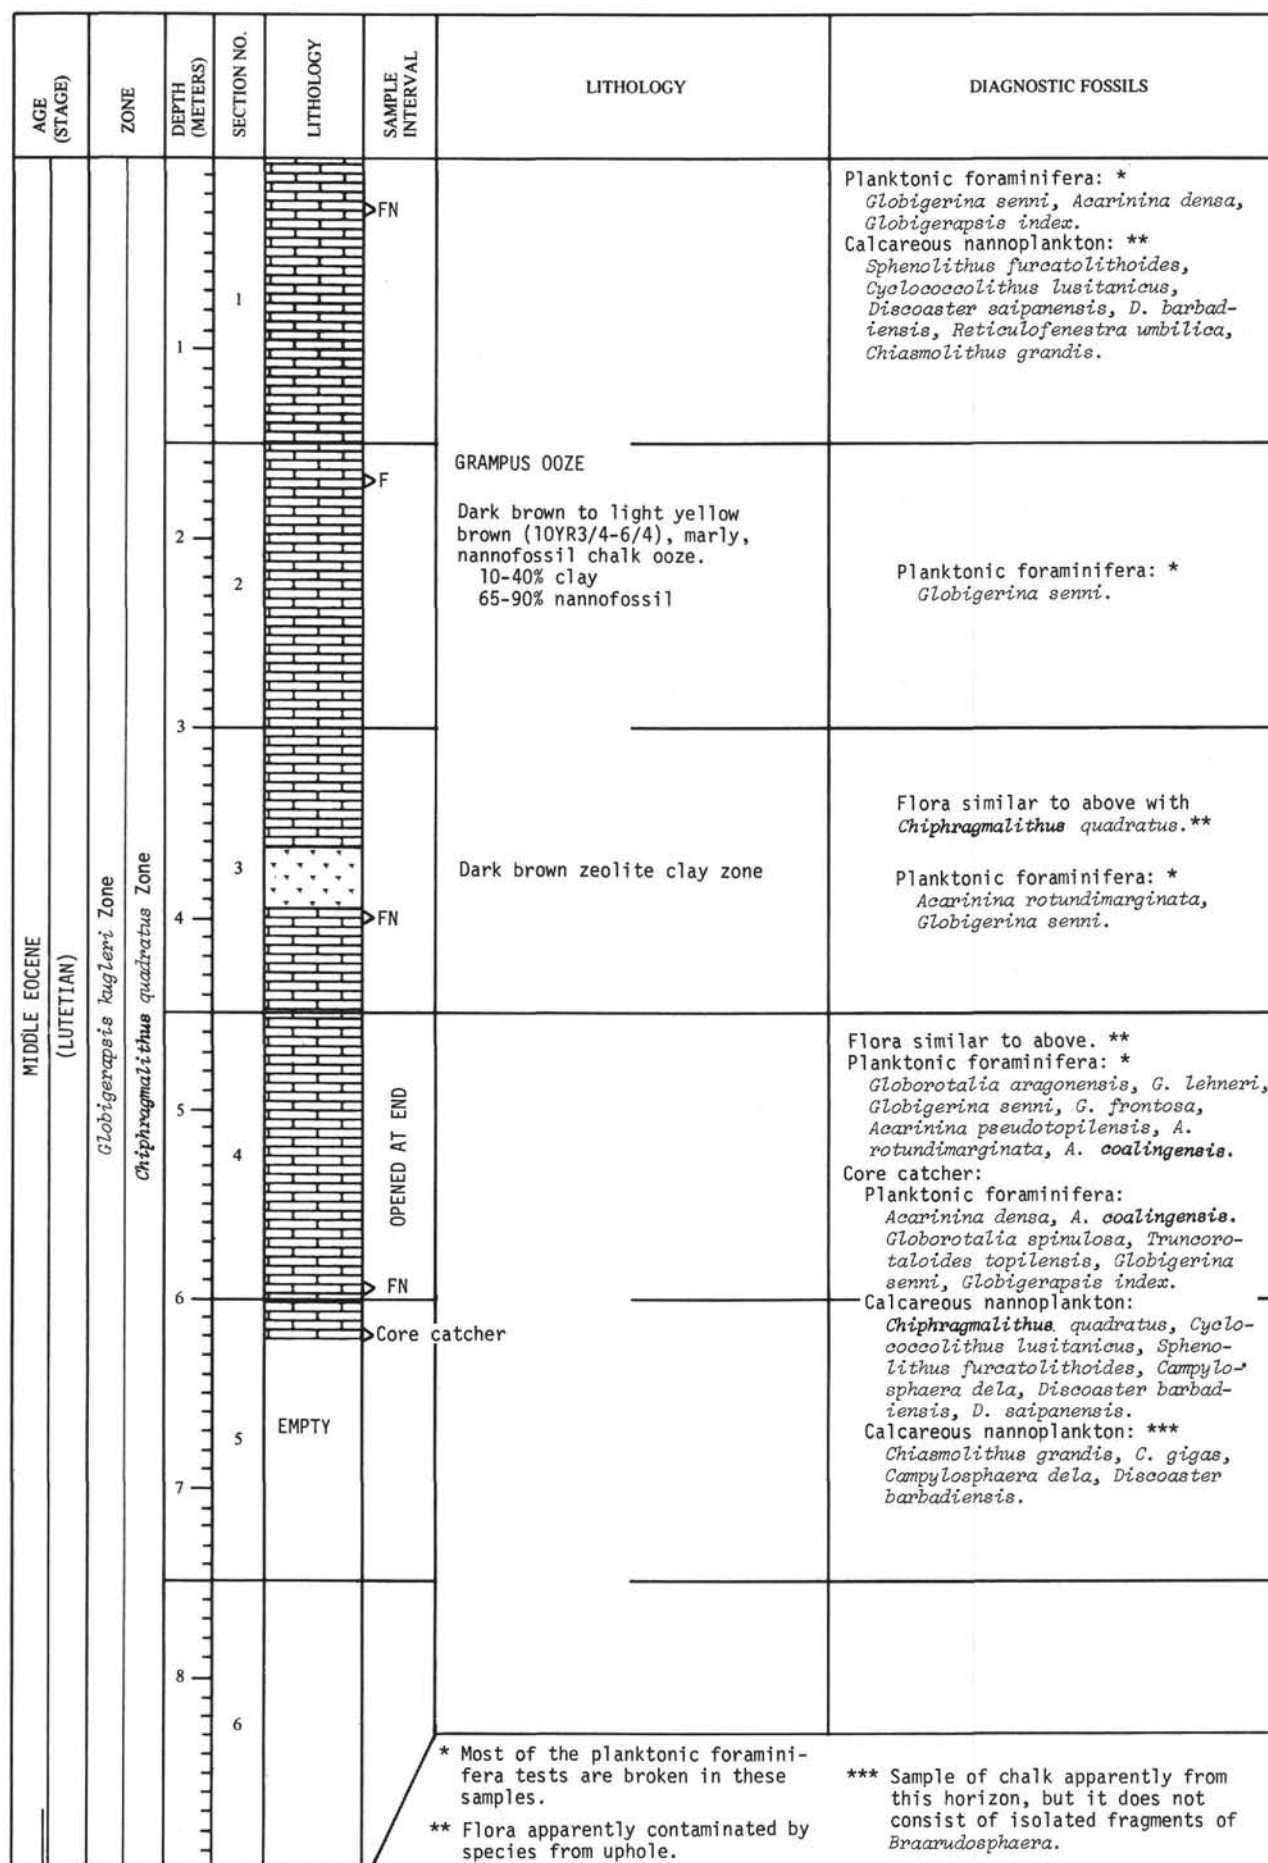 AGE
(STAGE)
ZONE
DEPTH
(METERS)
SECTION NO.
LITHOLOGY
SAMPLE
INTERVAL
LITHOLOGY
DIAGNOSTIC FOSSILS
MIDDLE EOCENE
(LUTETIAN)
Globigerapsis kugleri Zone
Chiphragmalithus quadratus Zone
1
2
3
4
5
6
7
8
1
2
3
4
5
6
FN
F
FN
OPENED AT END
FN
Core catcher
EMPTY
GRAMPUS OOZE
Dark brown to light yellow
brown (10YR3/4-6/4), marly,
nannofossil chalk ooze.
10-40% clay
65-90% nannofossil
Dark brown zeolite clay zone
Planktonic foraminifera: *
Globigerina senni, Acarinina densa,
Globigerapsis index.
Calcareous nannoplankton: **
Sphenolithus furcatolithoides,
Cyclococcolithus lusitanicus,
Discoaster saipanensis, D. barbad-
iensis, Reticulofenestra umbilica,
Chiasmolithus grandis.
Planktonic foraminifera: *
Globigerina senni.
Flora similar to above with
Chiphragmalithus quadratus.**
Planktonic foraminifera: *
Acarinina rotundimarginata,
Globigerina senni.
Flora similar to above. **
Planktonic foraminifera: *
Globorotalia aragonensis, G. lehneri,
Globigerina senni, G. frontosa,
Acarinina pseudotopilensis, A.
rotundimarginata, A. coalingensis.
Core catcher:
Planktonic foraminifera:
Acarinina densa, A. coalingensis.
Globorotalia spinulosa, Truncoro-
taloides topilensis, Globigerina
senni, Globigerapsis index.
Calcareous nannoplankton:
Chiphragmalithus. quadratus, Cyclo-
coccolithus lusitanicus, Spheno-
lithus furcatolithoides, Campylo-
sphaera dela, Discoaster barbad-
iensis, D. saipanensis.
Calcareous nannoplankton: ***
Chiasmolithus grandis, C. gigas,
Campylosphaera dela, Discoaster
barbadiensis.
* Most of the planktonic foramini-
fera tests are broken in these
samples.
** Flora apparently contaminated by
species from uphole.
*** Sample of chalk apparently from
this horizon, but it does not
consist of isolated fragments of
Braarudosphaera.